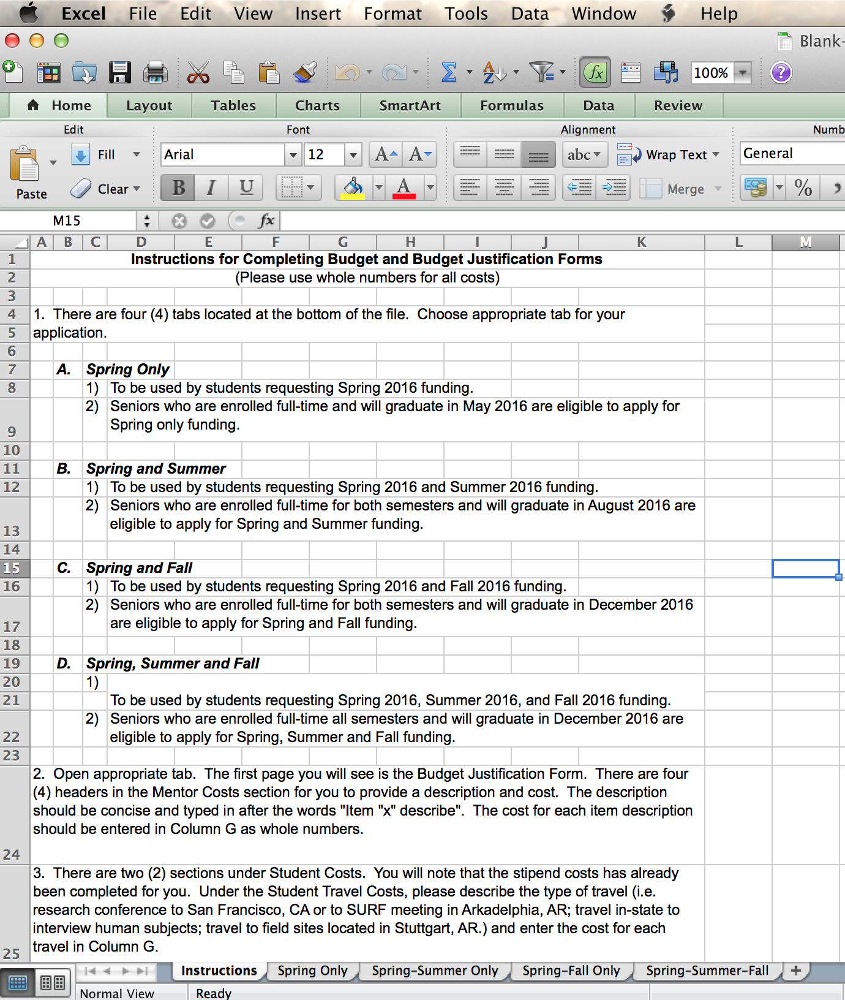 Excel File Edit View Insert Format Tools Data Window Help
Blank-
100%
Home Layout Tables Charts SmartArt Formulas Data Review
Edit Font Alignment Numb
Fill Arial 12 A A abc Wrap Text General
Paste Clear B I U A Merge %
M15 fx
A B C D E F G H I J K L M
1 Instructions for Completing Budget and Budget Justification Forms
2 (Please use whole numbers for all costs)
3
4 1. There are four (4) tabs located at the bottom of the file. Choose appropriate tab for your
5 application.
6
7 A. Spring Only
8 1) To be used by students requesting Spring 2016 funding.
2) Seniors who are enrolled full-time and will graduate in May 2016 are eligible to apply for
9 Spring only funding.
10
11 B. Spring and Summer
12 1) To be used by students requesting Spring 2016 and Summer 2016 funding.
2) Seniors who are enrolled full-time for both semesters and will graduate in August 2016 are
13 eligible to apply for Spring and Summer funding.
14
15 C. Spring and Fall
16 1) To be used by students requesting Spring 2016 and Fall 2016 funding.
2) Seniors who are enrolled full-time for both semesters and will graduate in December 2016
17 are eligible to apply for Spring and Fall funding.
18
19 D. Spring, Summer and Fall
20 1)
21 To be used by students requesting Spring 2016, Summer 2016, and Fall 2016 funding.
2) Seniors who are enrolled full-time all semesters and will graduate in December 2016 are
22 eligible to apply for Spring, Summer and Fall funding.
23
2. Open appropriate tab. The first page you will see is the Budget Justification Form. There are four
(4) headers in the Mentor Costs section for you to provide a description and cost. The description
should be concise and typed in after the words "Item "x" describe". The cost for each item description
should be entered in Column G as whole numbers.
24
3. There are two (2) sections under Student Costs. You will note that the stipend costs has already
been completed for you. Under the Student Travel Costs, please describe the type of travel (i.e.
research conference to San Francisco, CA or to SURF meeting in Arkadelphia, AR; travel in-state to
interview human subjects; travel to field sites located in Stuttgart, AR.) and enter the cost for each
25 travel in Column G.
Instructions Spring Only Spring-Summer Only Spring-Fall Only Spring-Summer-Fall +
Normal View Ready